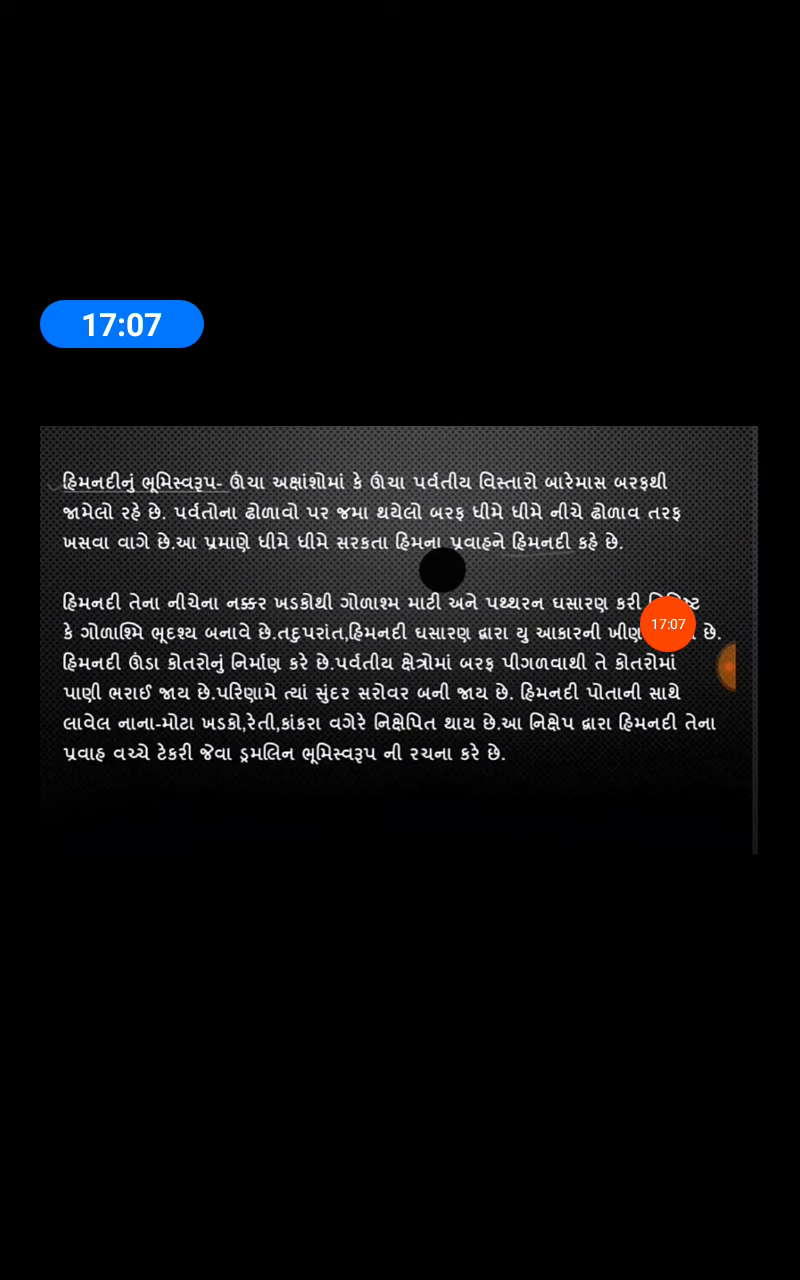 17:07
હિમનદીનું ભૂમિસ્વરૂપ- ઊંચા અક્ષાંશોમાં કે ઊંચા પર્વતીય વિસ્તારો બારેમાસ બરફથી
જામેલો રહે છે. પર્વતોના ઢોળાવો પર જમા થયેલો બરફ ધીમે ધીમે નીચે ઢોળાવ તરફ
ખસવા વાગે છે.આ પ્રમાણે ધીમે ધીમે સરકતા હિમના પ્રવાહને હિમનદી કહે છે.
હિમનદી તેના નીચેના નક્કર ખડકોથી ગોળાશ્મ માટી અને પથ્થરન ઘસારણ કરી
17:07
કે ગોળાશ્મિ ભૂદશ્ય બનાવે છે.તદુપરાંત,હિમનદી ઘસારણ દ્વારા યુ આકારની ખીણ છે.
હિમનદી ઊંડા કોતરોનું નિર્માણ કરે છે.પર્વતીય ક્ષેત્રોમાં બરફ પીગળવાથી તે કોતરોમાં
પાણી ભરાઈ જાય છે.પરિણામે ત્યાં સુંદર સરોવર બની જાય છે. હિમનદી પોતાની સાથે
લાવેલ નાના-મોટા ખડકો,રેતી,કાંકરા વગેરે નિક્ષેપિત થાય છે.આ નિક્ષેપ દ્વારા હિમનદી તેના
પ્રવાહ વચ્ચે ટેકરી જેવા ડ્રમલિન ભૂમિસ્વરૂપ ની રચના કરે છે.